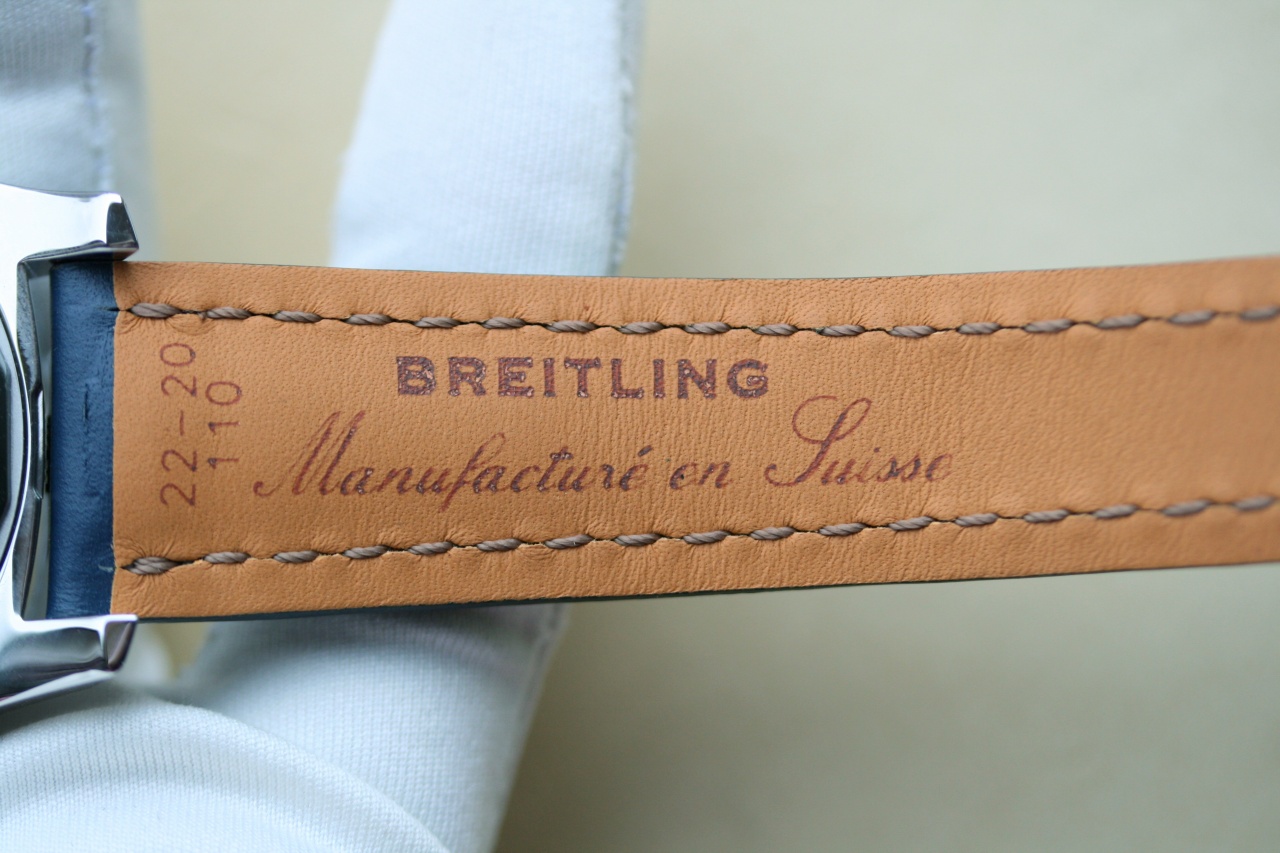 BREITLING
Manufacturé en Suisse
22-20
110